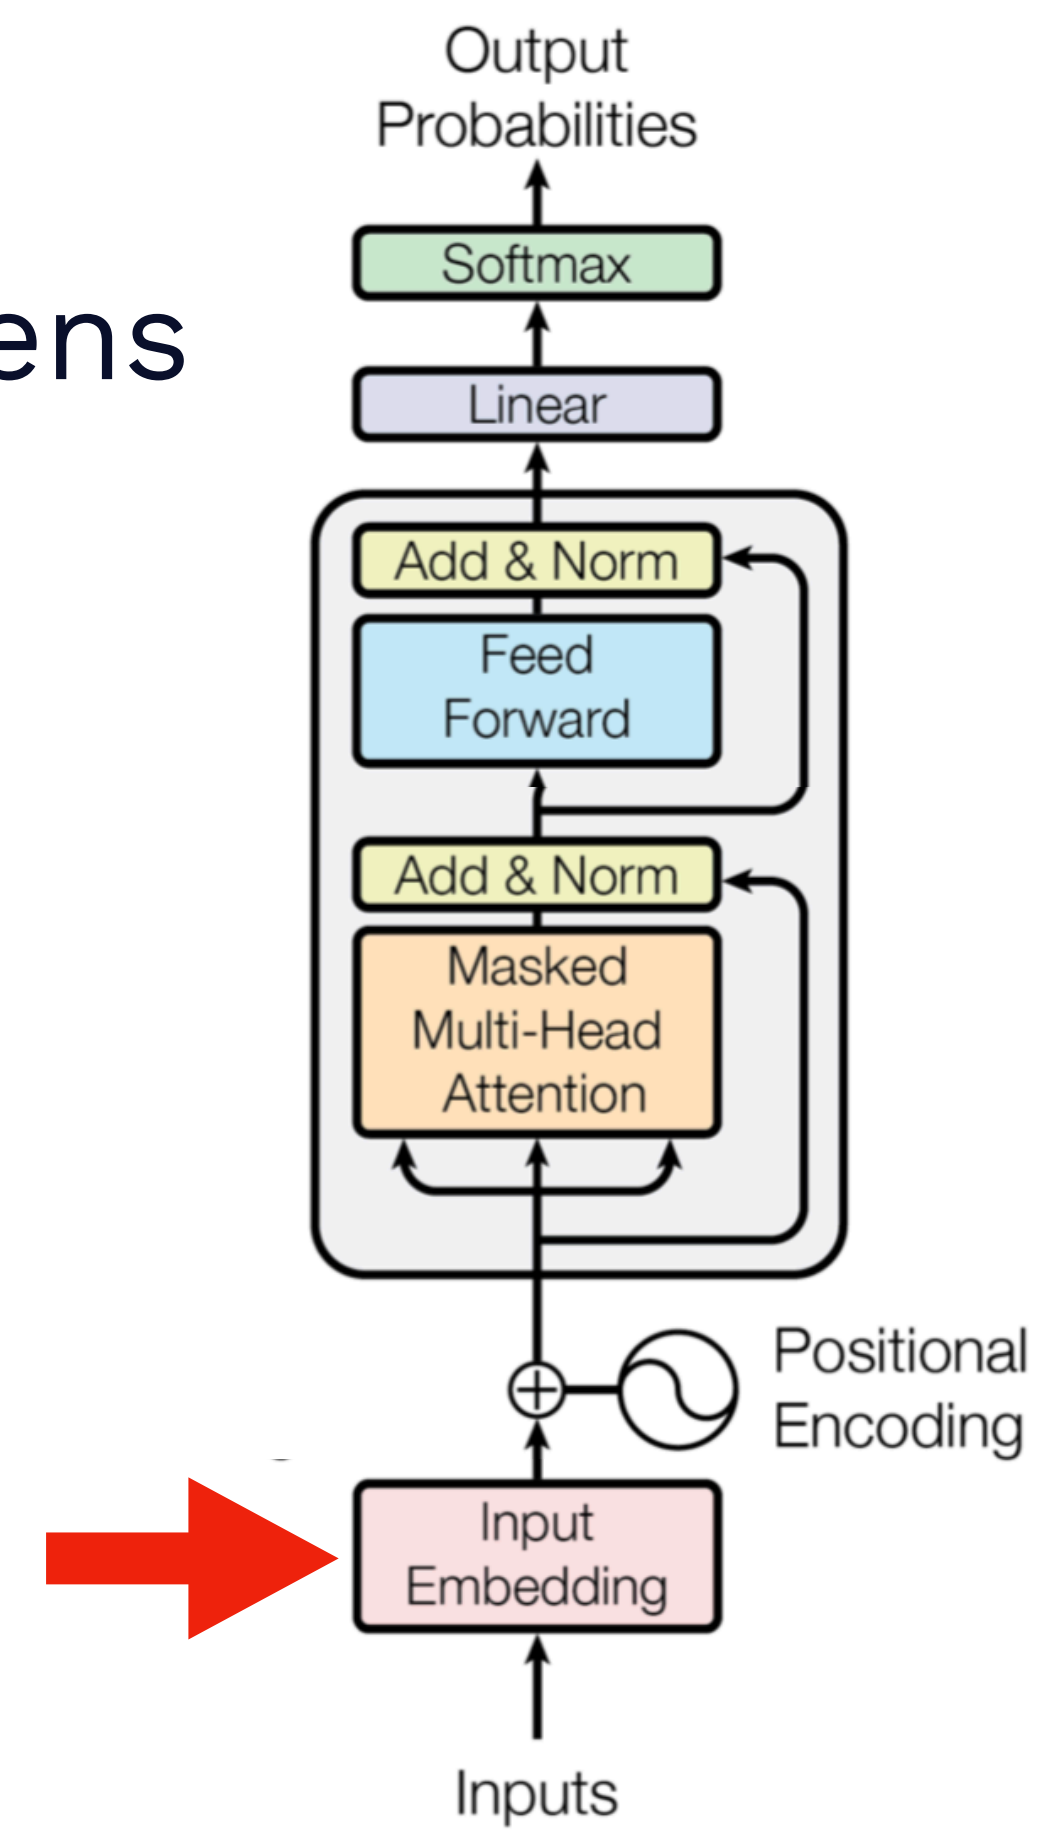 Output
Probabilities
Softmax
ens
Linear
Add & Norm
Feed
Forward
Add & Norm
Masked
Multi-Head
Attention
Positional
Encoding
Input
Embedding
Inputs